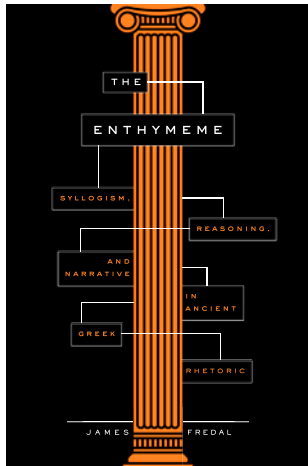 THE
ENTHYMEME
SYLLOGISM,
REASONING,
AND
NARRATIVE
IN
ANCIENT
GREEK
RHETORIC
JAMES FREDAL